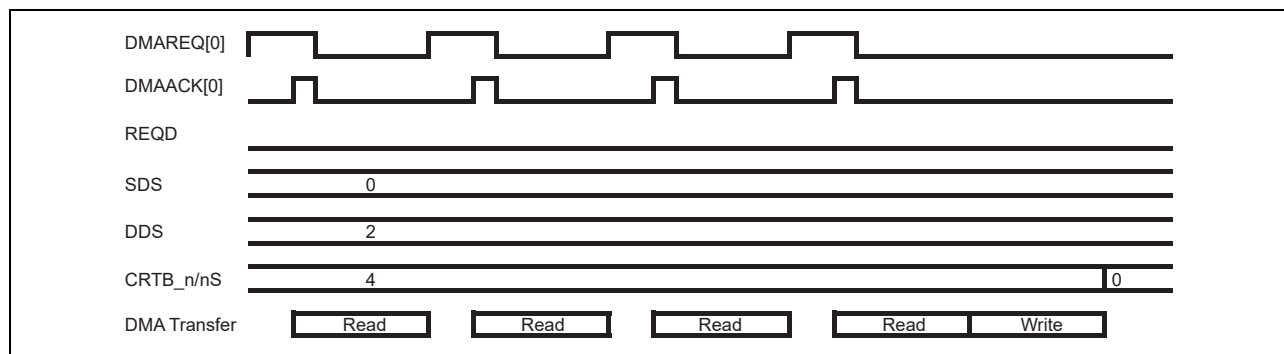 DMAREQ[0]
DMAACK[0]
REQD
SDS 0
DDS 2
CRTB_n/nS 4 0
DMA Transfer Read Read Read Read Write